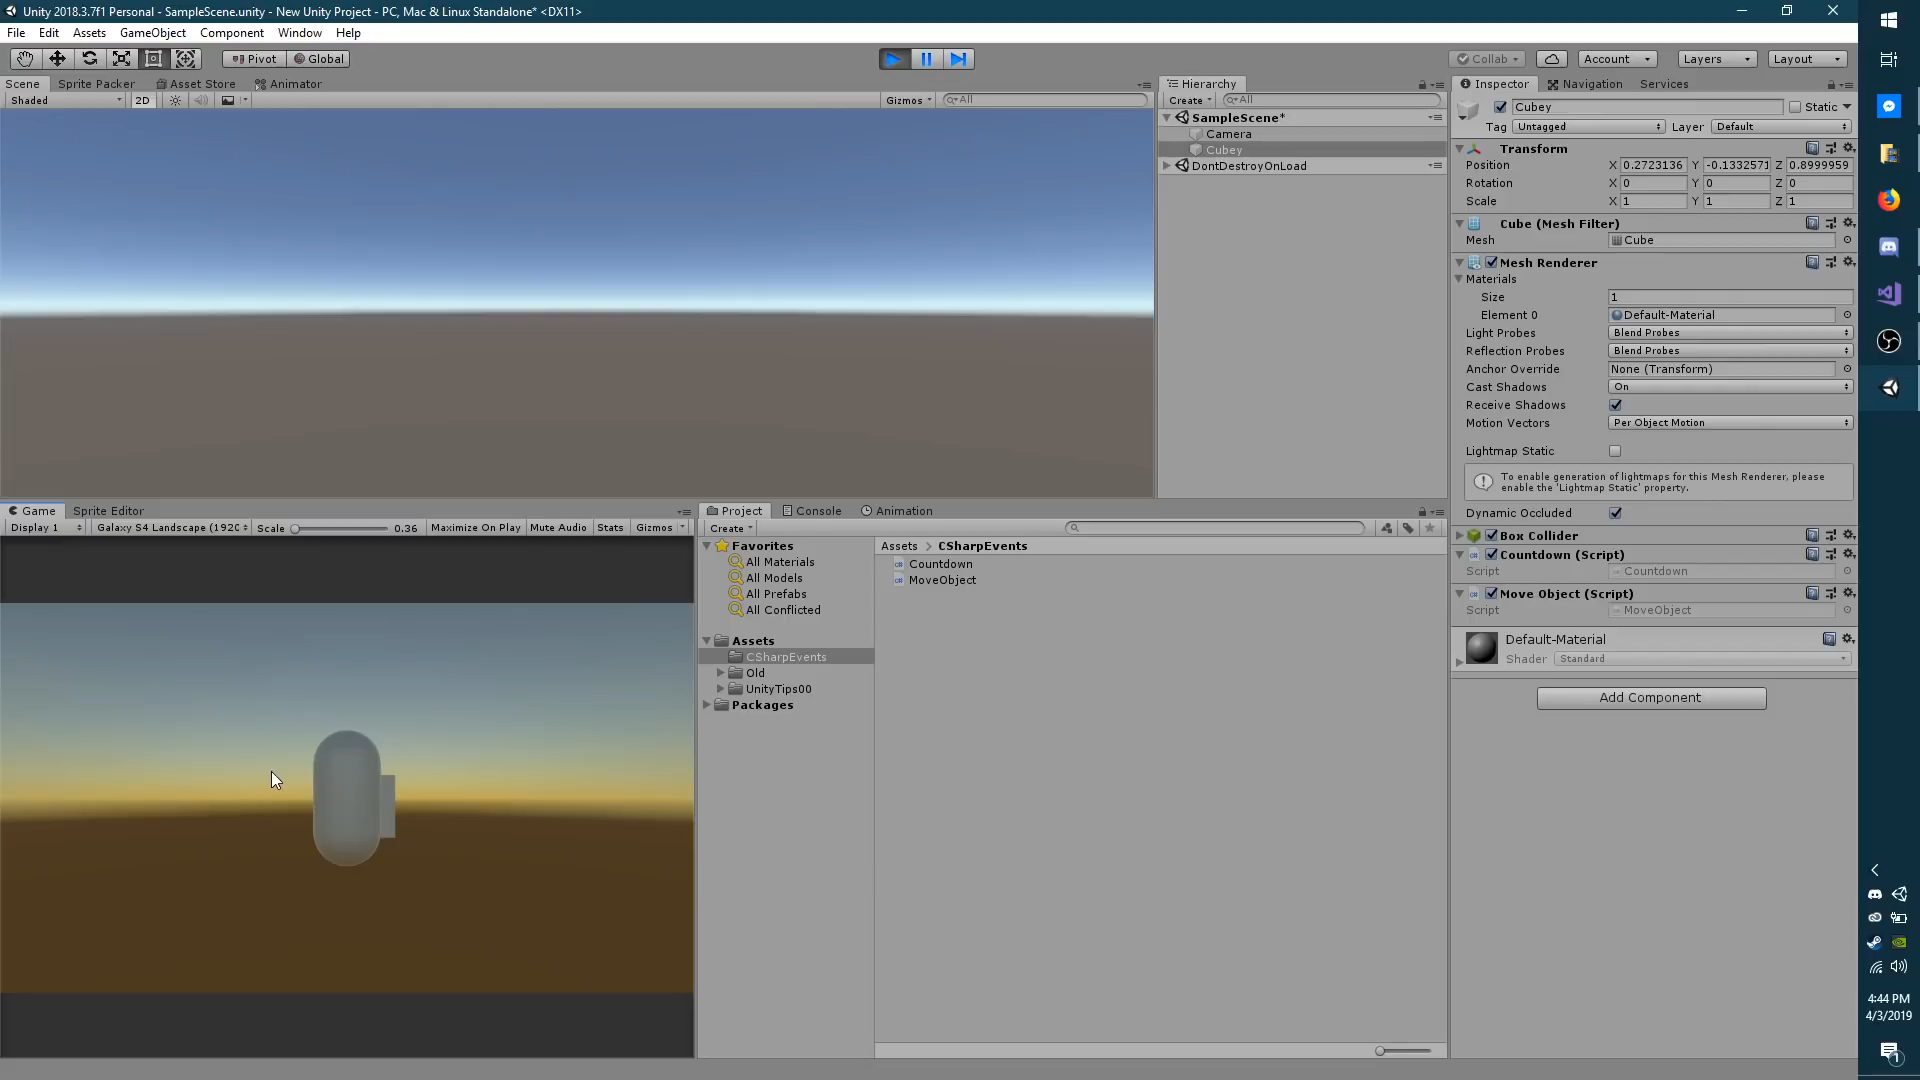 Unity 2018.3.7f1 Personal - SampleScene.unity - New Unity Project - PC, Mac & Linux Standalone* <DX11>
File Edit Assets GameObject Component Window Help
Pivot Global Collab Account Layers Layout
Scene Sprite Packer Asset Store Animator
Shaded 2D Gizmos All
Hierarchy
Create All
SampleScene*
Camera
Cubey
DontDestroyOnLoad
Inspector Navigation Services
Cubey Static
Tag Untagged Layer Default
Transform
Position X 0.2723136 Y -0.1332571 Z 0.8999959
Rotation X 0 Y 0 Z 0
Scale X 1 Y 1 Z 1
Cube (Mesh Filter)
Mesh Cube
Mesh Renderer
Materials
Size 1
Element 0 Default-Material
Light Probes Blend Probes
Reflection Probes Blend Probes
Anchor Override None (Transform)
Cast Shadows On
Receive Shadows
Motion Vectors Per Object Motion
Lightmap Static
To enable generation of lightmaps for this Mesh Renderer, please
enable the 'Lightmap Static' property.
Dynamic Occluded
Box Collider
Countdown (Script)
Script Countdown
Move Object (Script)
Script MoveObject
Default-Material
Shader Standard
Add Component
Game Sprite Editor
Display 1 Galaxy S4 Landscape (192( Scale 0.36 Maximize On Play Mute Audio Stats Gizmos
Project Console Animation
Create
Favorites
All Materials
All Models
All Prefabs
All Conflicted
Assets
CSharpEvents
Old
UnityTips00
Packages
Assets > CSharpEvents
Countdown
MoveObject
4:44 PM
4/3/2019
1